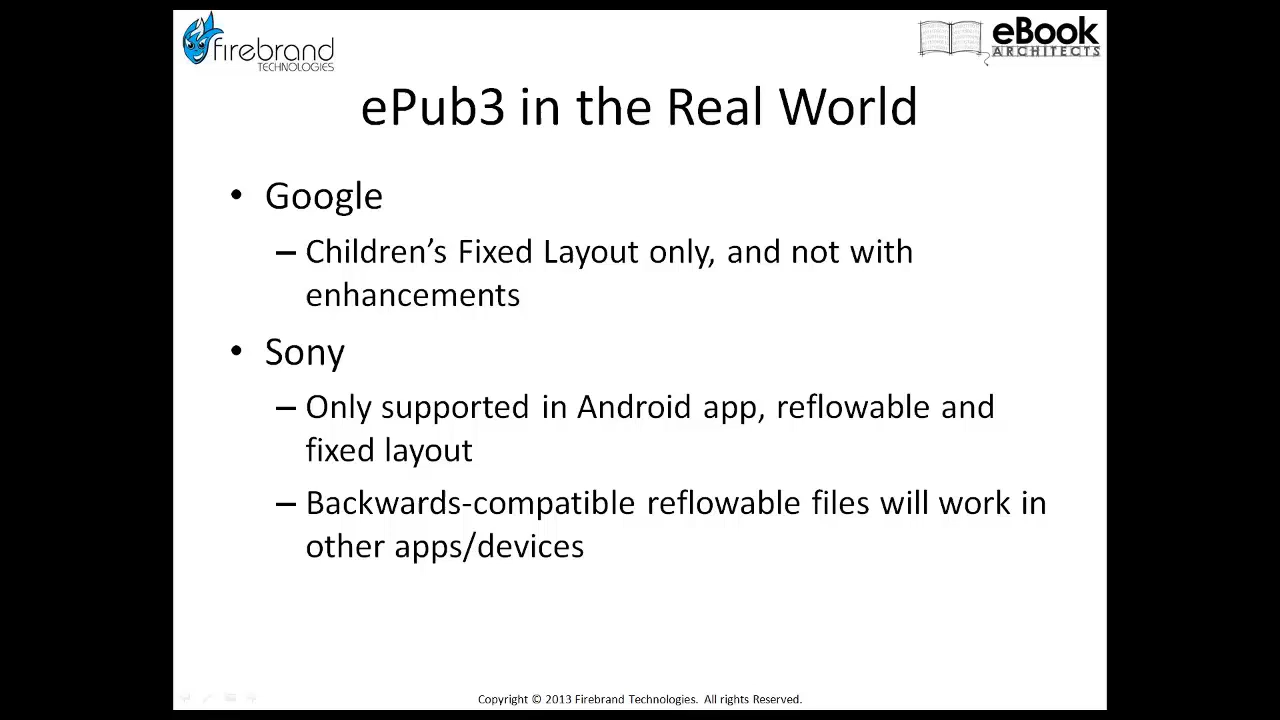 firebrand
TECHNOLOGIES
eBook
ARCHITECTS
ePub3 in the Real World
• Google
– Children’s Fixed Layout only, and not with
enhancements
• Sony
– Only supported in Android app, reflowable and
fixed layout
– Backwards-compatible reflowable files will work in
other apps/devices
Copyright © 2013 Firebrand Technologies. All rights Reserved.